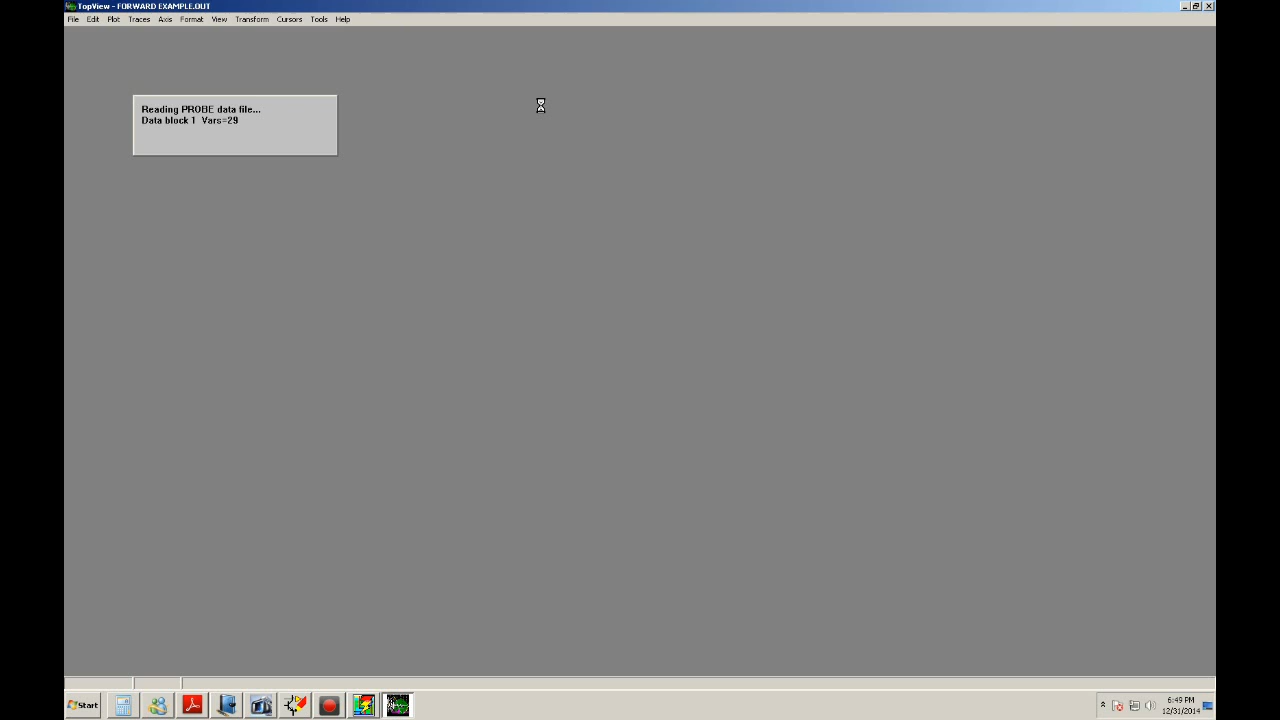 TopView - FORWARD EXAMPLE.OUT
File Edit Plot Traces Axis Format View Transform Cursors Tools Help
Reading PROBE data file...
Data block 1 Vars=29
Start
6:49 PM
12/31/2014